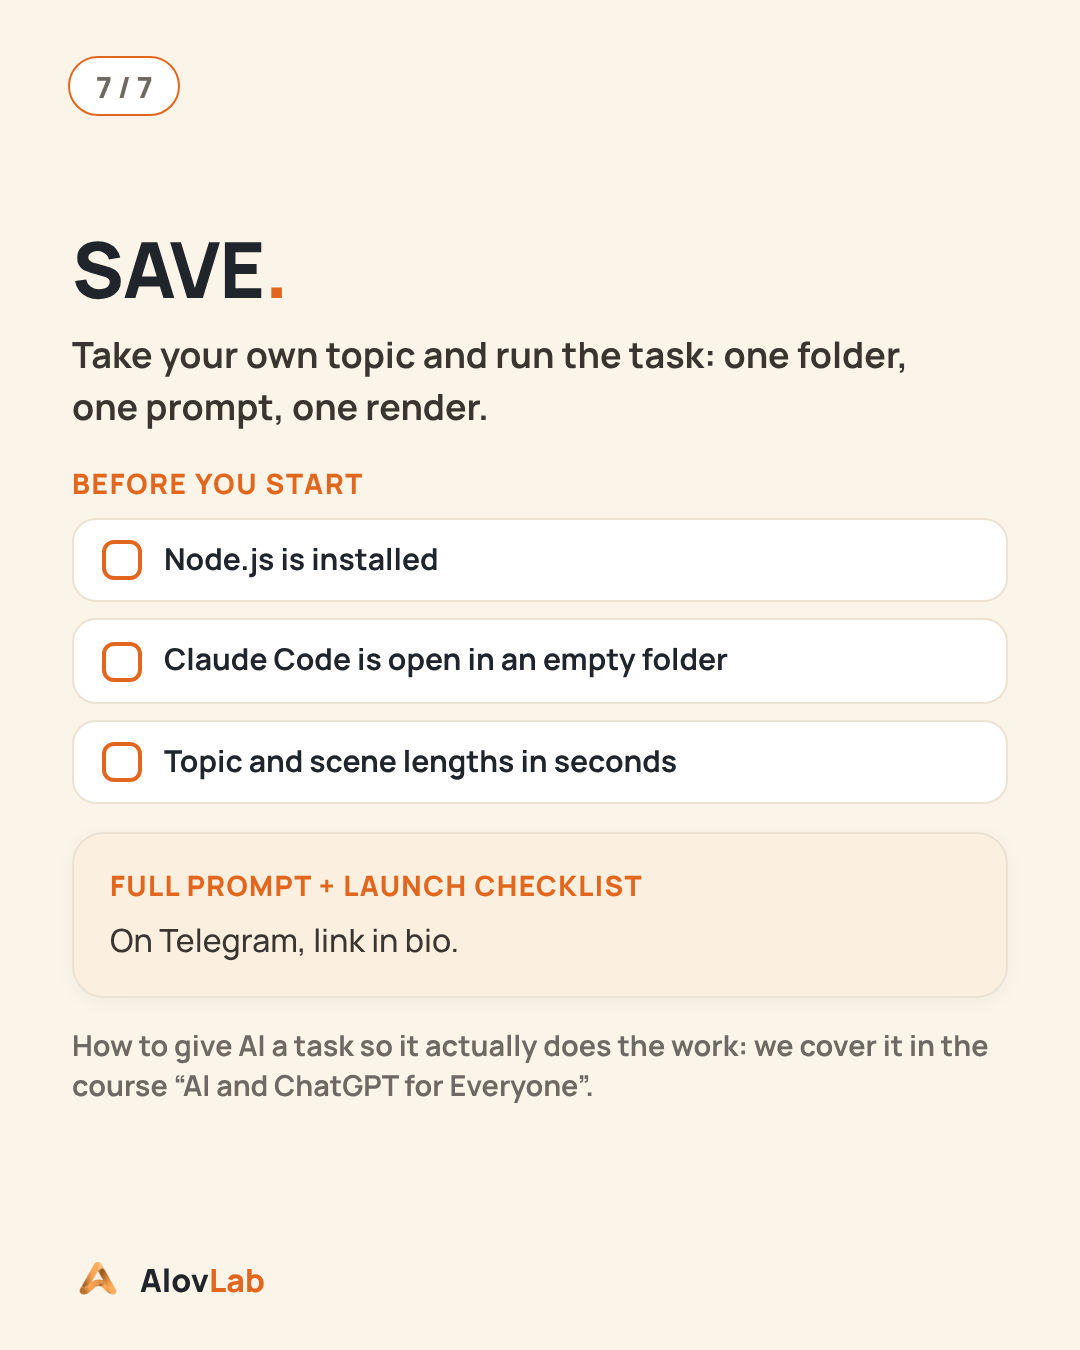 7 / 7
SAVE.
Take your own topic and run the task: one folder,
one prompt, one render.
BEFORE YOU START
Node.js is installed
Claude Code is open in an empty folder
Topic and scene lengths in seconds
FULL PROMPT + LAUNCH CHECKLIST
On Telegram, link in bio.
How to give AI a task so it actually does the work: we cover it in the
course “AI and ChatGPT for Everyone”.
AlovLab